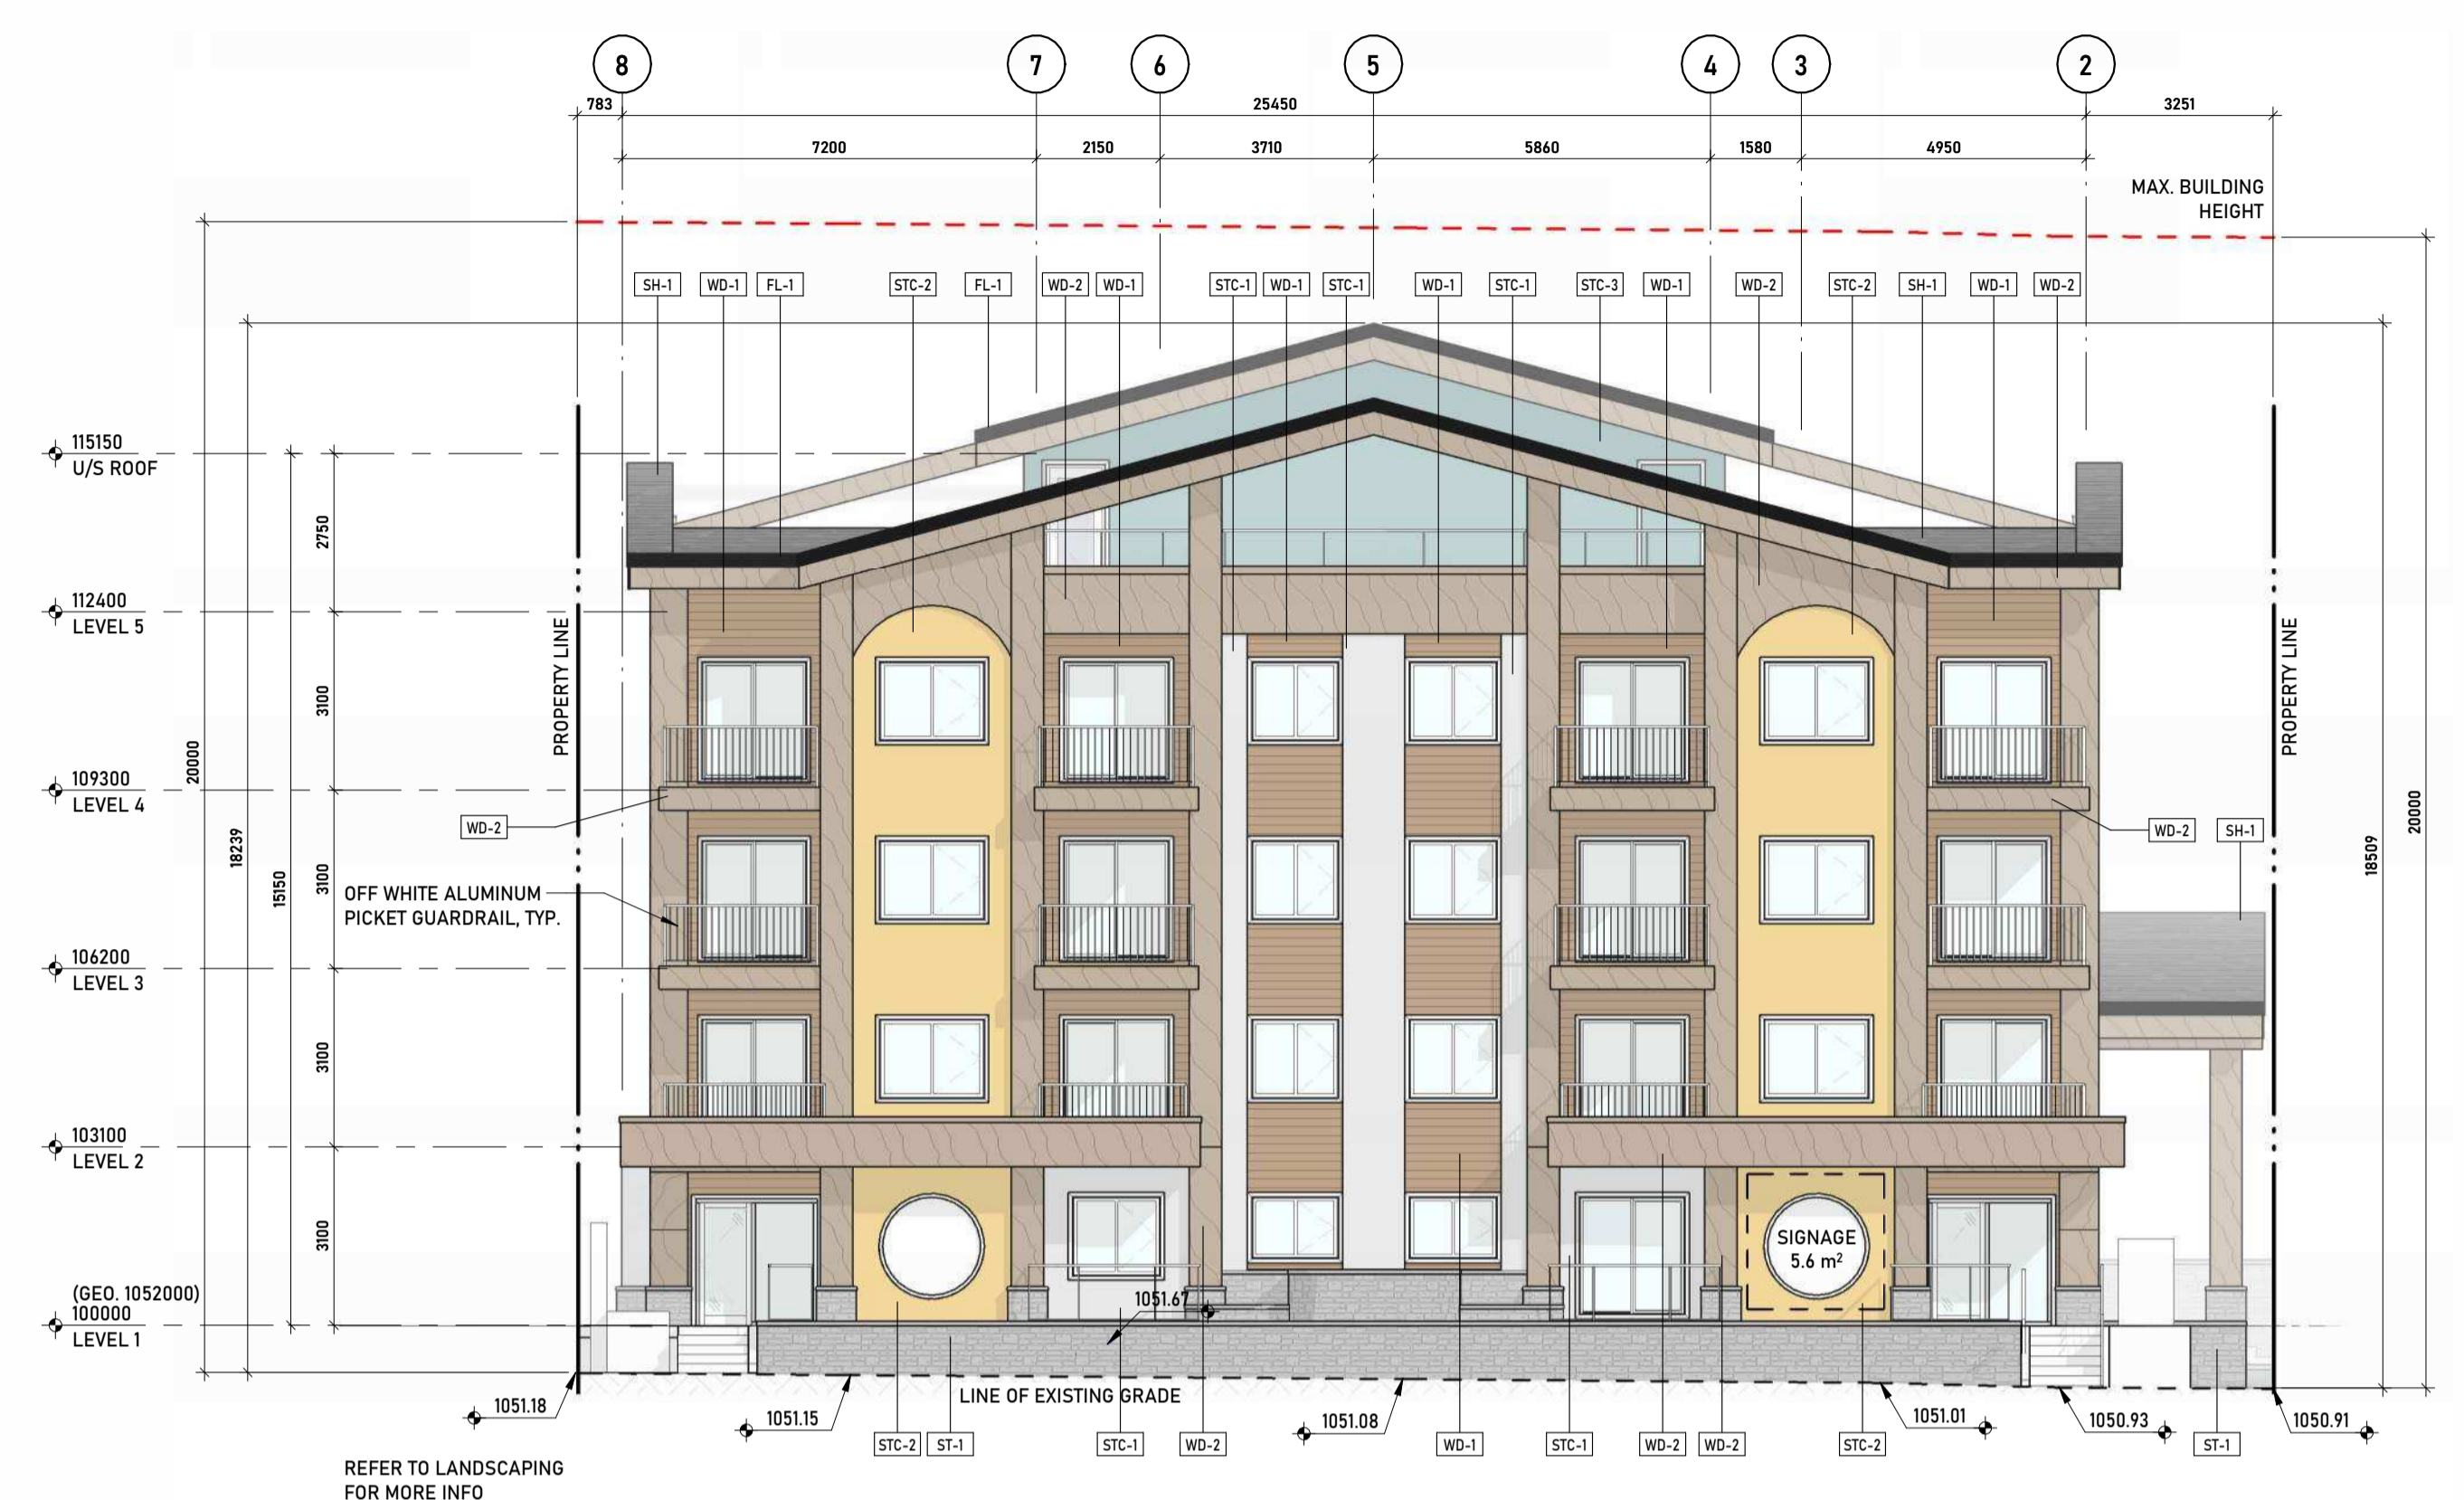 8 7 6 5 4 3 2
783 25450 3251
7200 2150 3710 5860 1580 4950
MAX. BUILDING
HEIGHT
SH-1 WD-1 FL-1 STC-2 FL-1 WD-2 WD-1 STC-1 WD-1 STC-1 WD-1 STC-1 STC-3 WD-1 WD-2 STC-2 SH-1 WD-1 WD-2
115150
U/S ROOF
2750
112400
LEVEL 5
PROPERTY LINE
PROPERTY LINE
3100
20000
109300
LEVEL 4
WD-2
WD-2 SH-1
20000
18239
18509
15150
3100
OFF WHITE ALUMINUM
PICKET GUARDRAIL, TYP.
106200
LEVEL 3
3100
103100
LEVEL 2
3100
SIGNAGE
5.6 m²
(GEO. 1052000)
100000
LEVEL 1
1051.67
LINE OF EXISTING GRADE
1051.18
1051.15
1051.08
1051.01
1050.93
1050.91
STC-2 ST-1 STC-1 WD-2 WD-1 STC-1 WD-2 WD-2 STC-2 ST-1
REFER TO LANDSCAPING
FOR MORE INFO